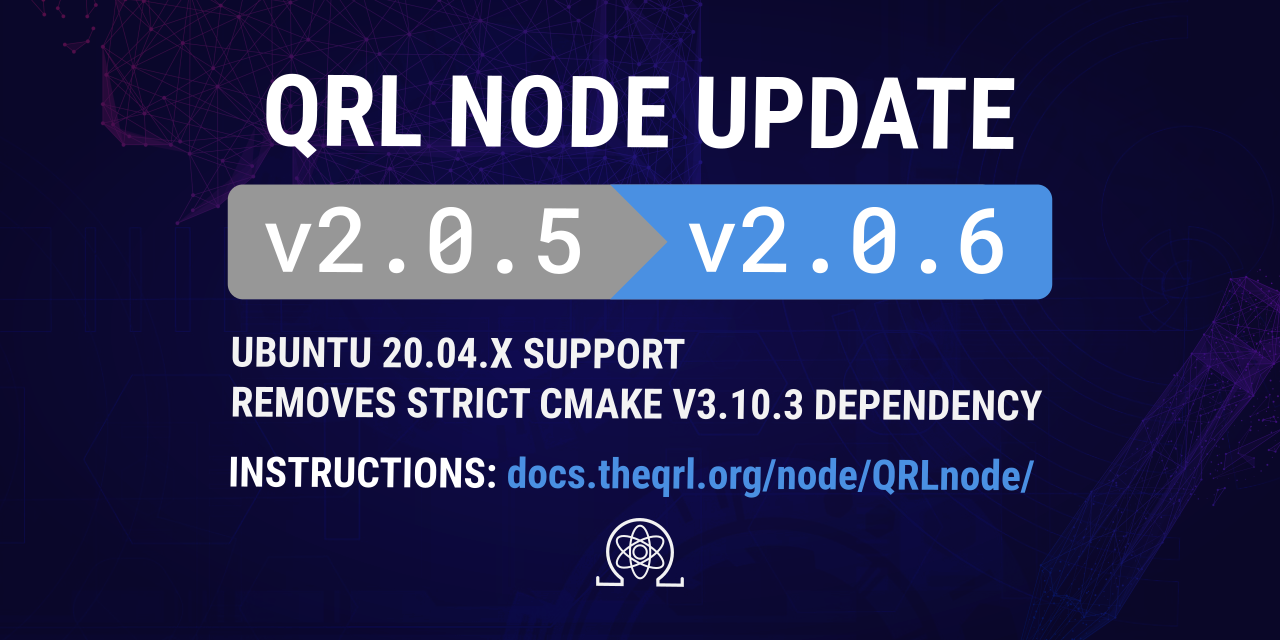 QRL NODE UPDATE
v2.0.5 v2.0.6
UBUNTU 20.04.X SUPPORT
REMOVES STRICT CMAKE V3.10.3 DEPENDENCY
INSTRUCTIONS: docs.theqrl.org/node/QRLnode/